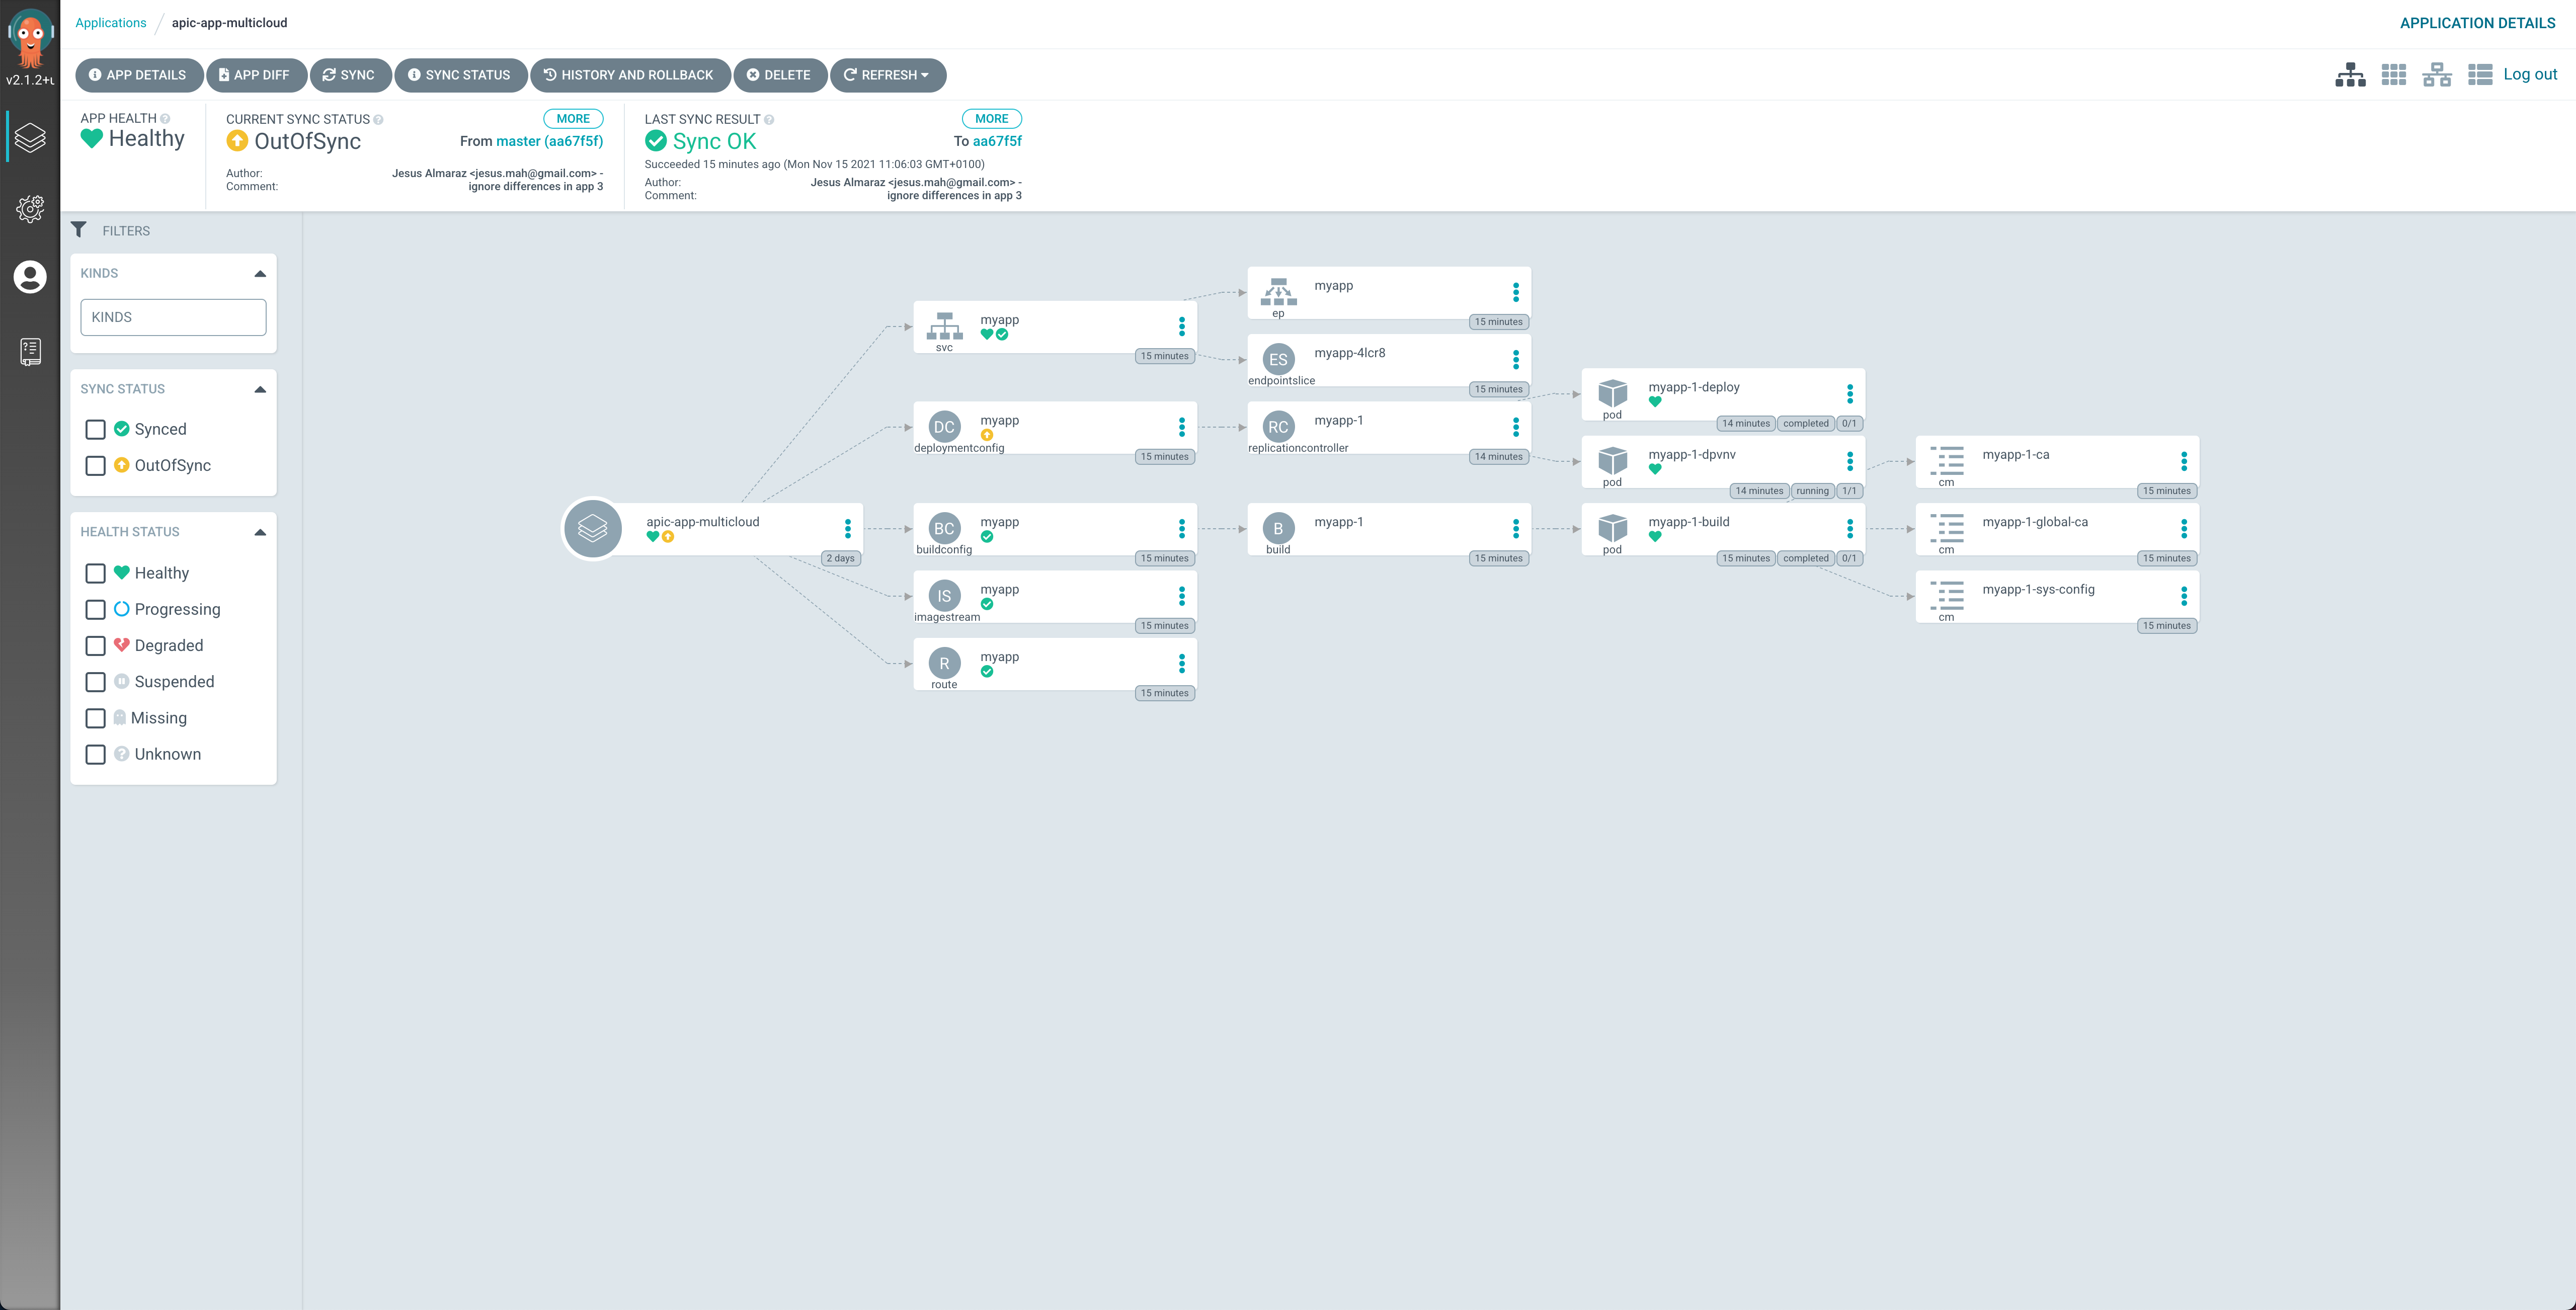 Applications / apic-app-multicloud
APPLICATION DETAILS
v2.1.2+u
APP DETAILS
APP DIFF
SYNC
SYNC STATUS
HISTORY AND ROLLBACK
DELETE
REFRESH
Log out
APP HEALTH
Healthy
CURRENT SYNC STATUS
MORE
OutOfSync
From master (aa67f5f)
Author: Jesus Almaraz <jesus.mah@gmail.com> -
Comment: ignore differences in app 3
LAST SYNC RESULT
MORE
Sync OK
To aa67f5f
Succeeded 15 minutes ago (Mon Nov 15 2021 11:06:03 GMT+0100)
Author: Jesus Almaraz <jesus.mah@gmail.com> -
Comment: ignore differences in app 3
FILTERS
KINDS
KINDS
SYNC STATUS
Synced
OutOfSync
HEALTH STATUS
Healthy
Progressing
Degraded
Suspended
Missing
Unknown
apic-app-multicloud
2 days
myapp
svc
15 minutes
DC
myapp
deploymentconfig
15 minutes
BC
myapp
buildconfig
15 minutes
IS
myapp
imagestream
15 minutes
R
myapp
route
15 minutes
myapp
ep
15 minutes
ES
myapp-4lcr8
endpointslice
15 minutes
RC
myapp-1
replicationcontroller
14 minutes
B
myapp-1
build
15 minutes
myapp-1-deploy
pod
14 minutes completed 0/1
myapp-1-dpvnv
pod
14 minutes running 1/1
myapp-1-build
pod
15 minutes completed 0/1
myapp-1-ca
cm
15 minutes
myapp-1-global-ca
cm
15 minutes
myapp-1-sys-config
cm
15 minutes